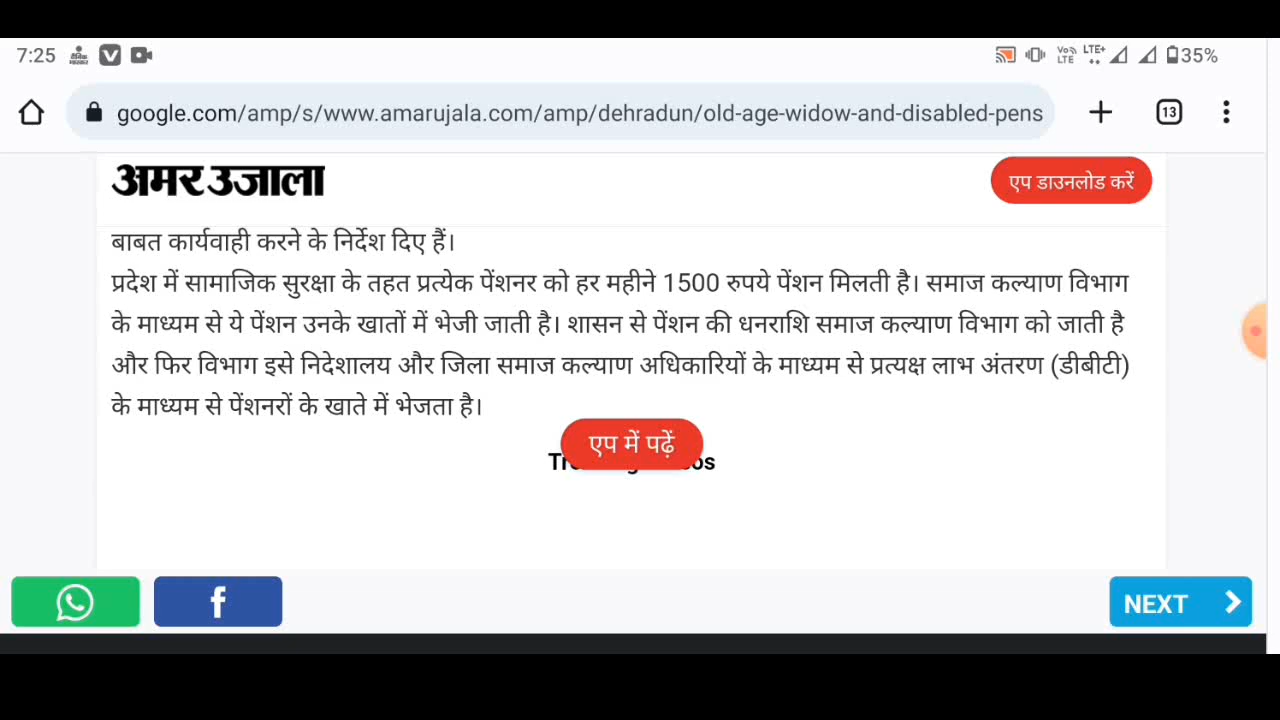 7:25
VoLTE LTE+ 35%
google.com/amp/s/www.amarujala.com/amp/dehradun/old-age-widow-and-disabled-pens
13
अमर उजाला
एप डाउनलोड करें
बाबत कार्यवाही करने के निर्देश दिए हैं।
प्रदेश में सामाजिक सुरक्षा के तहत प्रत्येक पेंशनर को हर महीने 1500 रुपये पेंशन मिलती है। समाज कल्याण विभाग
के माध्यम से ये पेंशन उनके खातों में भेजी जाती है। शासन से पेंशन की धनराशि समाज कल्याण विभाग को जाती है
और फिर विभाग इसे निदेशालय और जिला समाज कल्याण अधिकारियों के माध्यम से प्रत्यक्ष लाभ अंतरण (डीबीटी)
के माध्यम से पेंशनरों के खाते में भेजता है।
एप में पढ़ें
NEXT